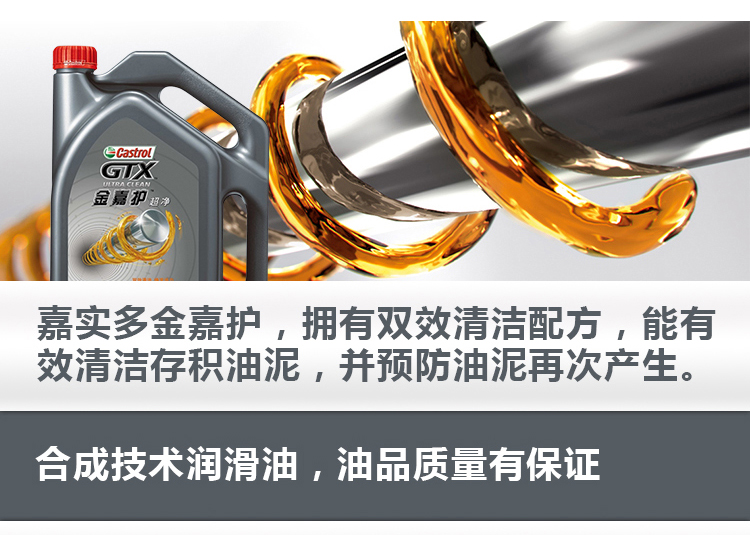 Castrol
GTX
ULTRA CLEAN
金嘉护 超净
嘉实多金嘉护，拥有双效清洁配方，能有
效清洁存积油泥，并预防油泥再次产生。
合成技术润滑油，油品质量有保证